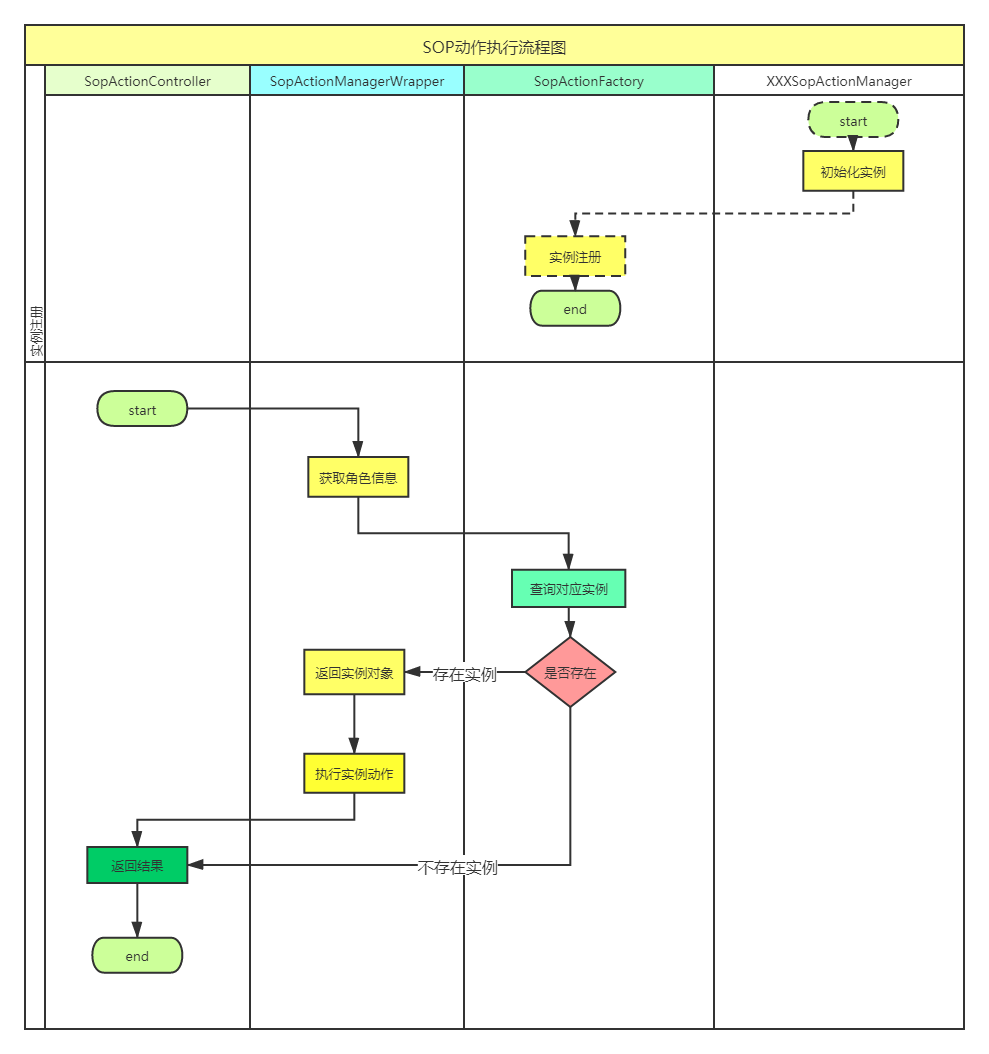 SOP动作执行流程图
SopActionController
SopActionManagerWrapper
SopActionFactory
XXXSopActionManager
实例注册
start
初始化实例
实例注册
end
start
获取角色信息
查询对应实例
是否存在
存在实例
返回实例对象
执行实例动作
不存在实例
返回结果
end